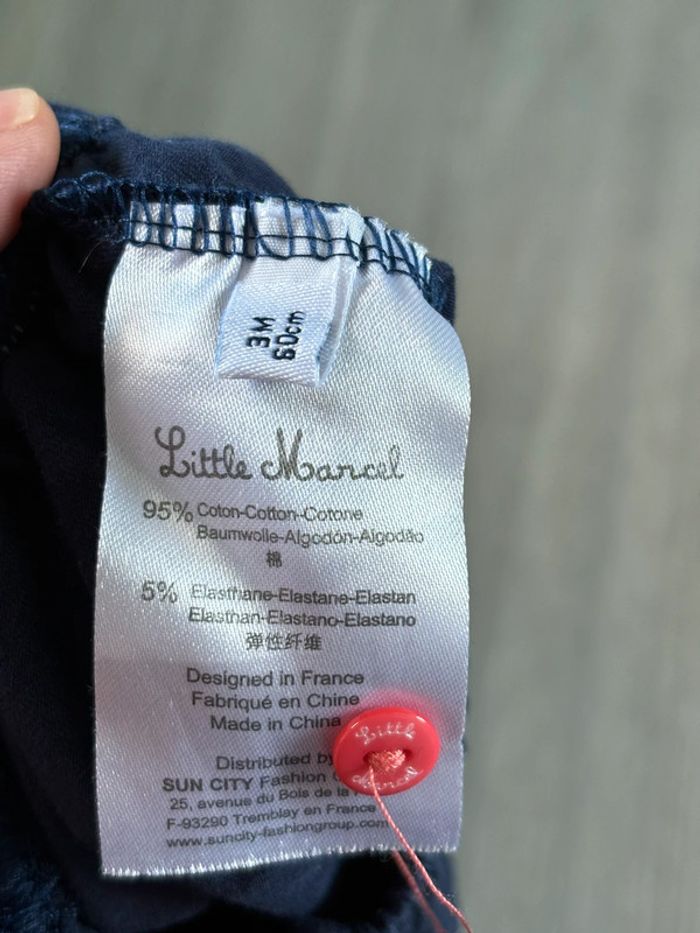 3M
60cm
Little Marcel
95% Coton-Cotton-Cotone
Baumwolle-Algodón-Algodão
棉
5% Elasthane-Elastane-Elastan
Elasthan-Elastano-Elastano
弹性纤维
Designed in France
Fabriqué en Chine
Made in China
Distributed by
SUN CITY Fashion
25, avenue du Bois de la
F-93290 Tremblay en France
www.suncity-fashiongroup.com
Little
Marcel